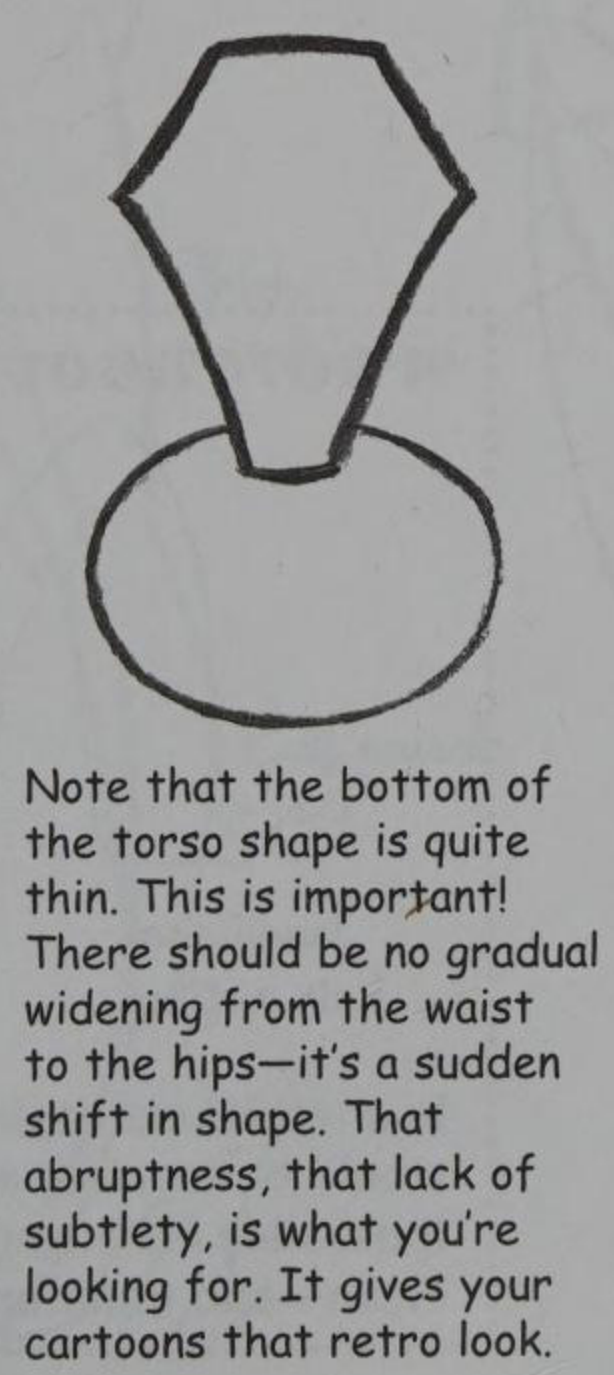 Note that the bottom of
the torso shape is quite
thin. This is important!
There should be no gradual
widening from the waist
to the hips—it's a sudden
shift in shape. That
abruptness, that lack of
subtlety, is what you're
looking for. It gives your
cartoons that retro look.